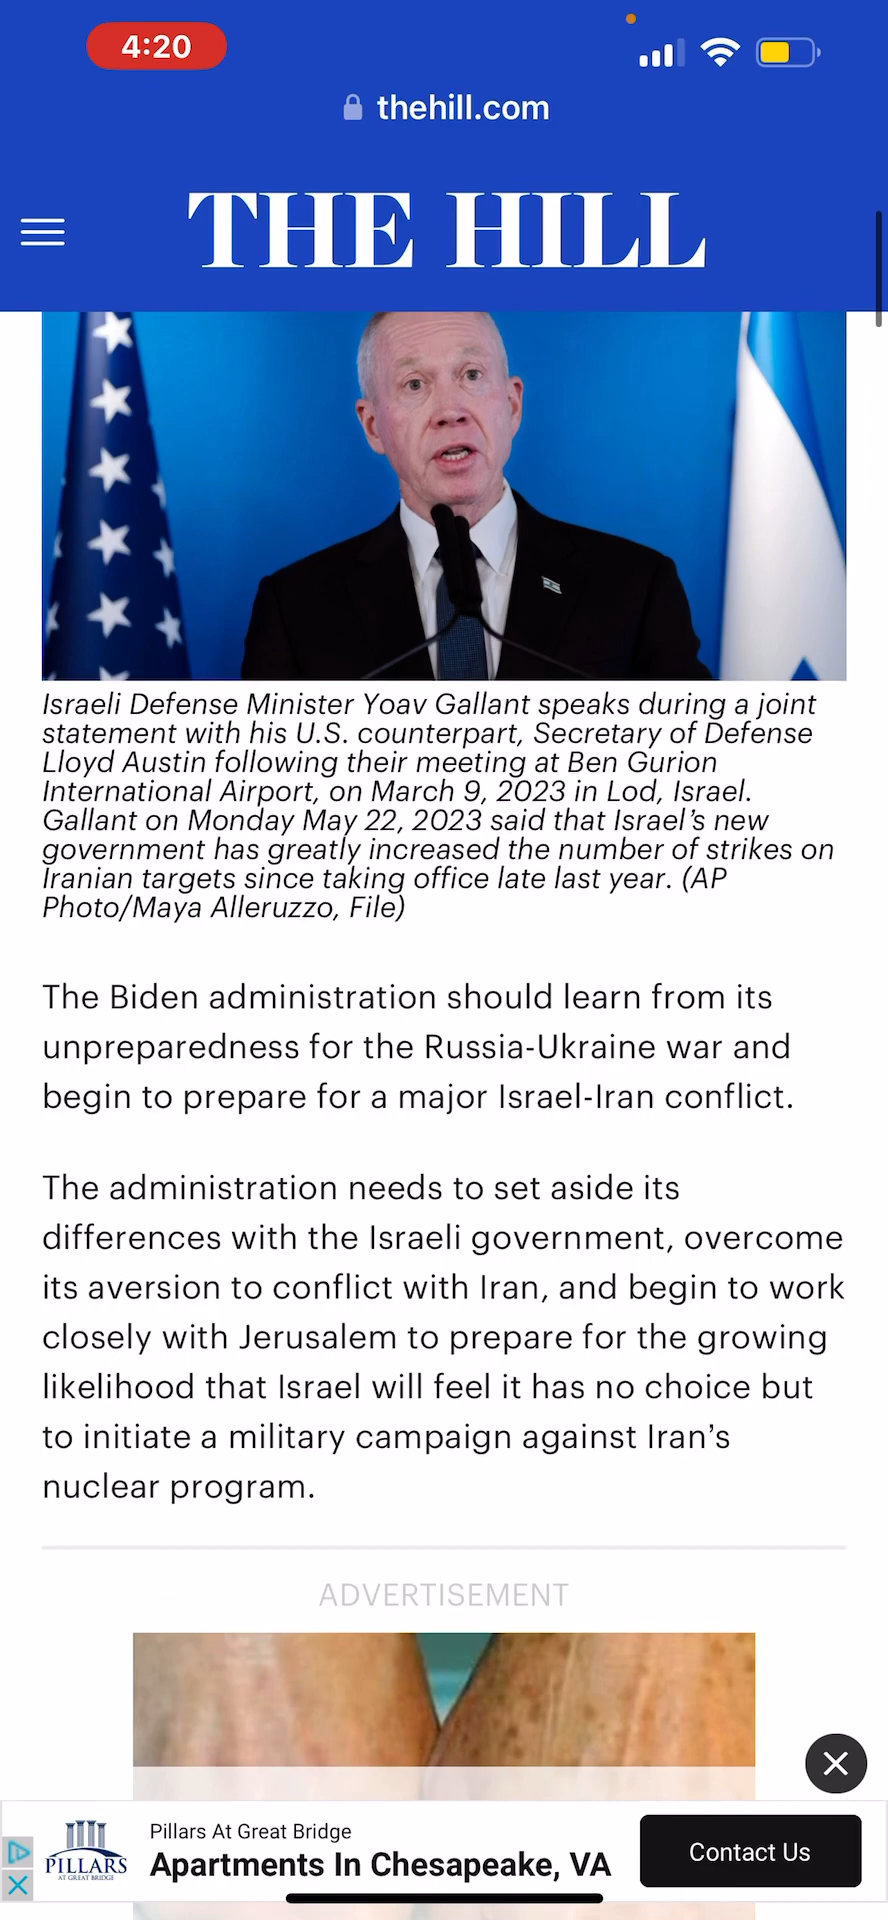 4:20
thehill.com
THE HILL
Israeli Defense Minister Yoav Gallant speaks during a joint
statement with his U.S. counterpart, Secretary of Defense
Lloyd Austin following their meeting at Ben Gurion
International Airport, on March 9, 2023 in Lod, Israel.
Gallant on Monday May 22, 2023 said that Israel's new
government has greatly increased the number of strikes on
Iranian targets since taking office late last year. (AP
Photo/Maya Alleruzzo, File)
The Biden administration should learn from its
unpreparedness for the Russia-Ukraine war and
begin to prepare for a major Israel-Iran conflict.
The administration needs to set aside its
differences with the Israeli government, overcome
its aversion to conflict with Iran, and begin to work
closely with Jerusalem to prepare for the growing
likelihood that Israel will feel it has no choice but
to initiate a military campaign against Iran's
nuclear program.
ADVERTISEMENT
Pillars At Great Bridge
Apartments In Chesapeake, VA
PILLARS
AT GREAT BRIDGE
Contact Us